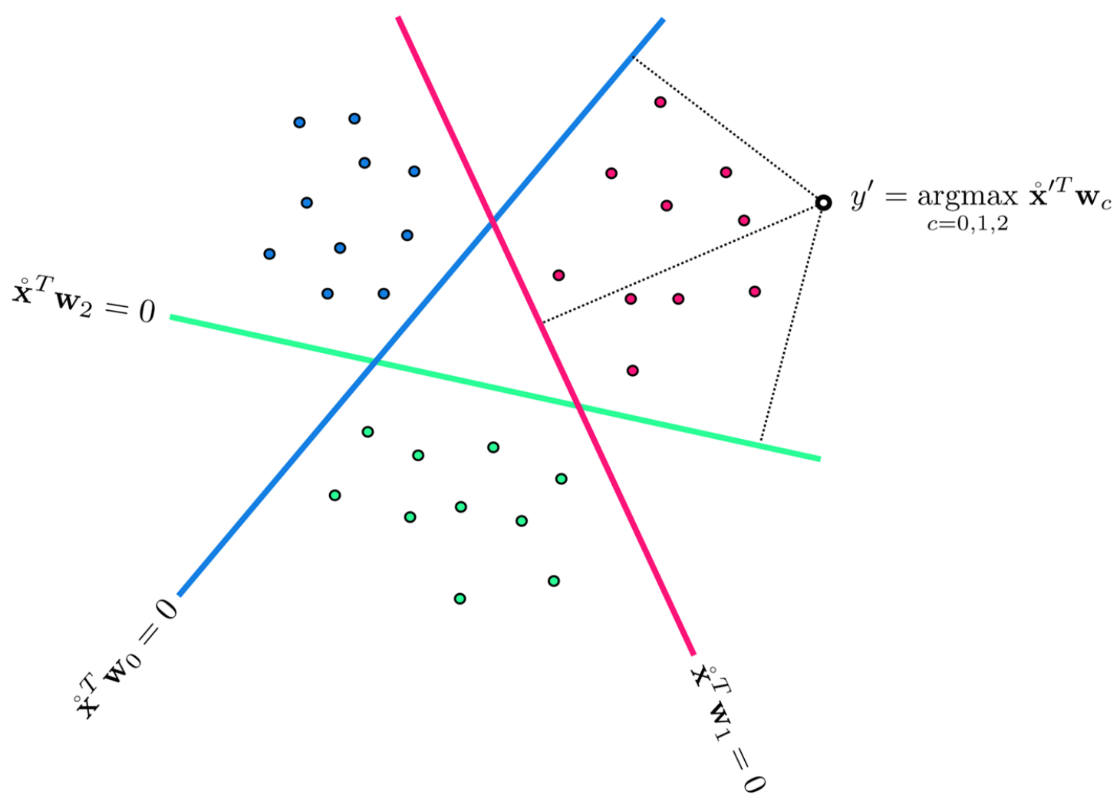 y′ = argmax x̊′ᵀw_c
c=0,1,2
x̊ᵀw₂ = 0
x̊ᵀw₀ = 0
x̊ᵀw₁ = 0